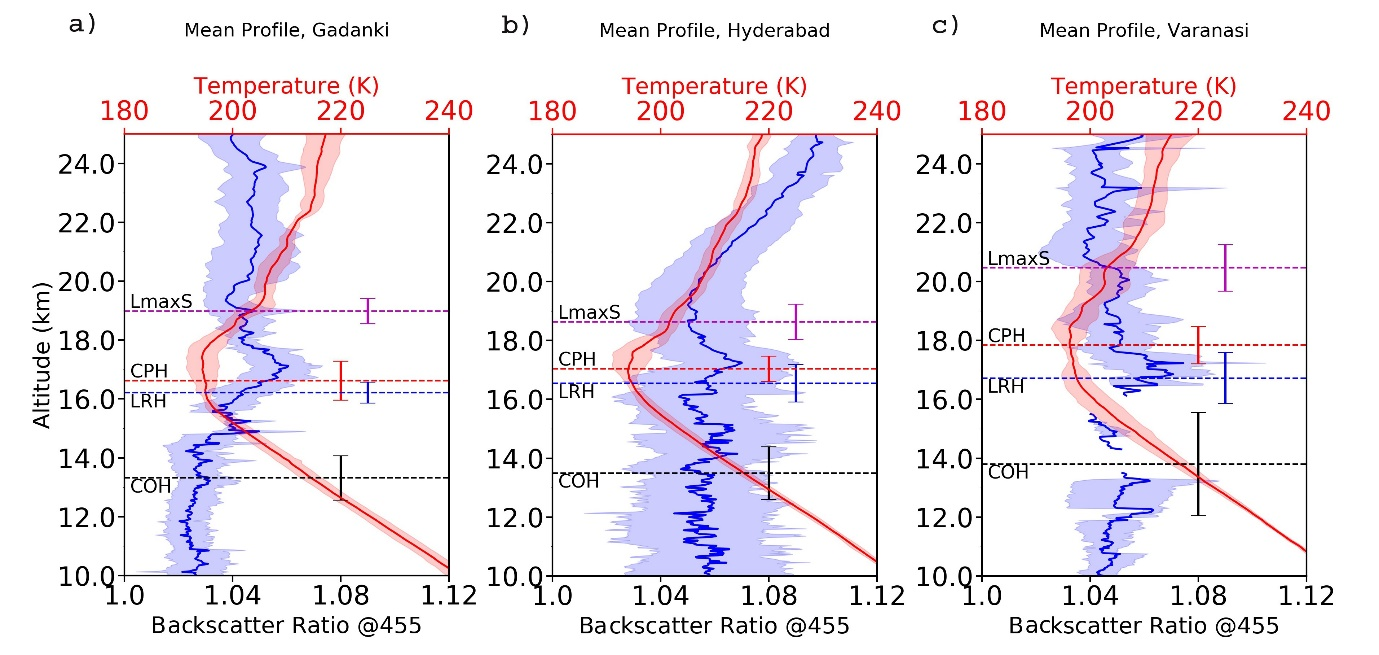 a)
Mean Profile, Gadanki
Temperature (K)
180 200 220 240
24.0
22.0
20.0
18.0
16.0
14.0
12.0
10.0
Altitude (km)
LmaxS
CPH
LRH
COH
1.0 1.04 1.08 1.12
Backscatter Ratio @455
b)
Mean Profile, Hyderabad
Temperature (K)
180 200 220 240
24.0
22.0
20.0
18.0
16.0
14.0
12.0
10.0
LmaxS
CPH
LRH
COH
1.0 1.04 1.08 1.12
Backscatter Ratio @455
c)
Mean Profile, Varanasi
Temperature (K)
180 200 220 240
24.0
22.0
20.0
18.0
16.0
14.0
12.0
10.0
LmaxS
CPH
LRH
COH
1.0 1.04 1.08 1.12
Backscatter Ratio @455